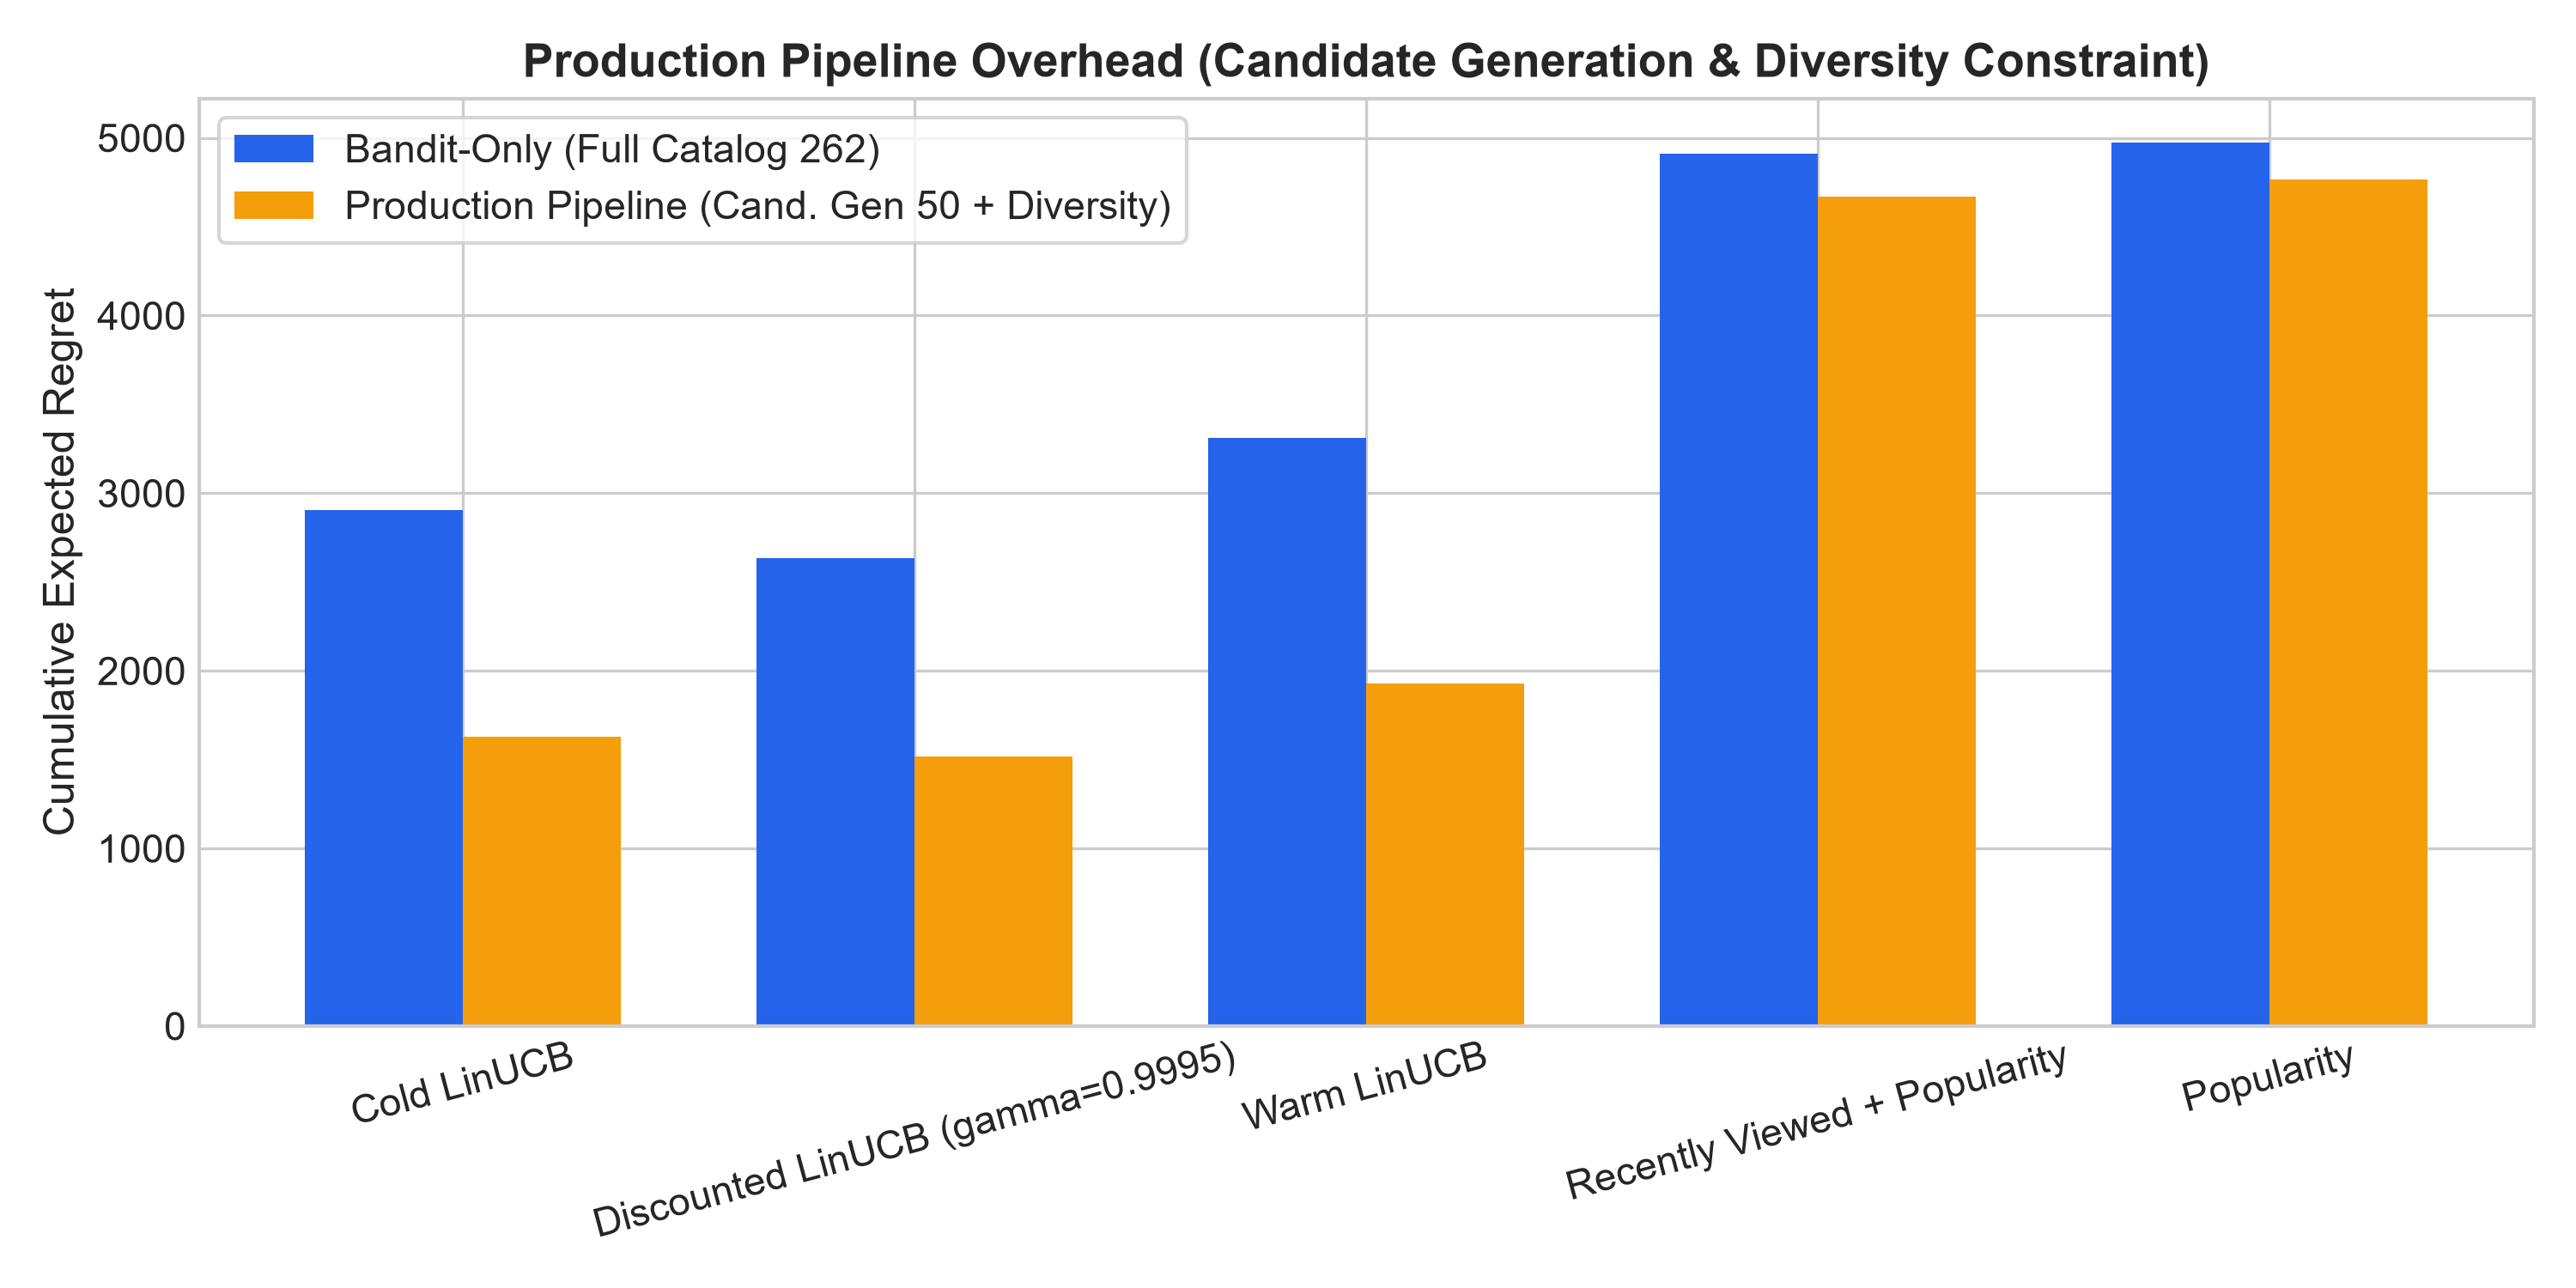 Production Pipeline Overhead (Candidate Generation & Diversity Constraint)
Bandit-Only (Full Catalog 262)
Production Pipeline (Cand. Gen 50 + Diversity)
Cumulative Expected Regret
5000
4000
3000
2000
1000
0
Cold LinUCB
Discounted LinUCB (gamma=0.9995)
Warm LinUCB
Recently Viewed + Popularity
Popularity